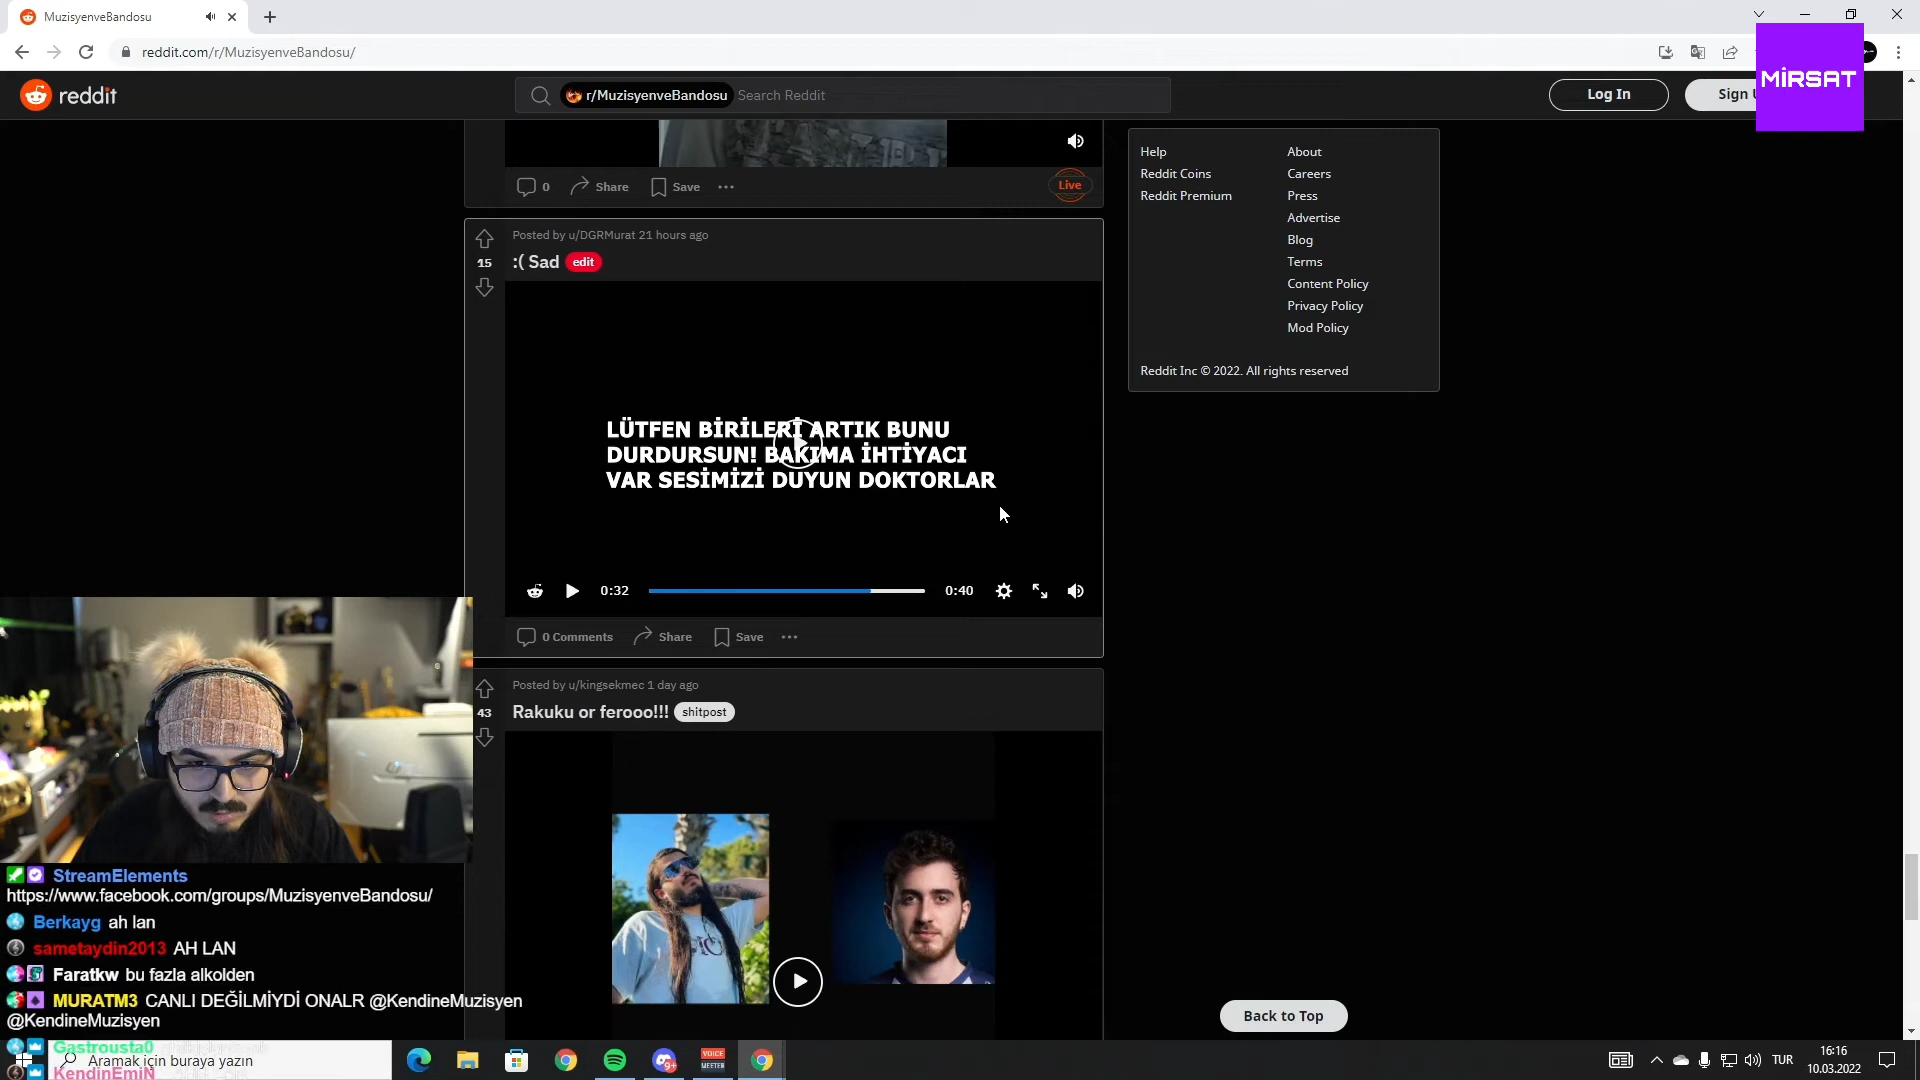 MuzisyenveBandosu
reddit.com/r/MuzisyenveBandosu/
MİRSAT
reddit
r/MuzisyenveBandosu Search Reddit
Log In
Sign
0 Share Save
Live
Help
About
Reddit Coins
Careers
Reddit Premium
Press
Advertise
Blog
Terms
Content Policy
Privacy Policy
Mod Policy
Reddit Inc © 2022. All rights reserved
Posted by u/DGRMurat 21 hours ago
15
:( Sad edit
LÜTFEN BİRİLERİ ARTIK BUNU
DURDURSUN! BAKIMA İHTİYACI
VAR SESİMİZİ DUYUN DOKTORLAR
0:32
0:40
0 Comments Share Save
Posted by u/kingsekmec 1 day ago
43
Rakuku or ferooo!!! shitpost
Back to Top
StreamElements
https://www.facebook.com/groups/MuzisyenveBandosu/
Berkayg ah lan
sametaydin2013 AH LAN
Faratkw bu fazla alkolden
MURATM3 CANLI DEĞİLMİYDİ ONALR @KendineMuzisyen
@KendineMuzisyen
Gastrousta0
Aramak için buraya yazın
KendinEmiN
VOICE
MEETER
9+
TUR
16:16
10.03.2022